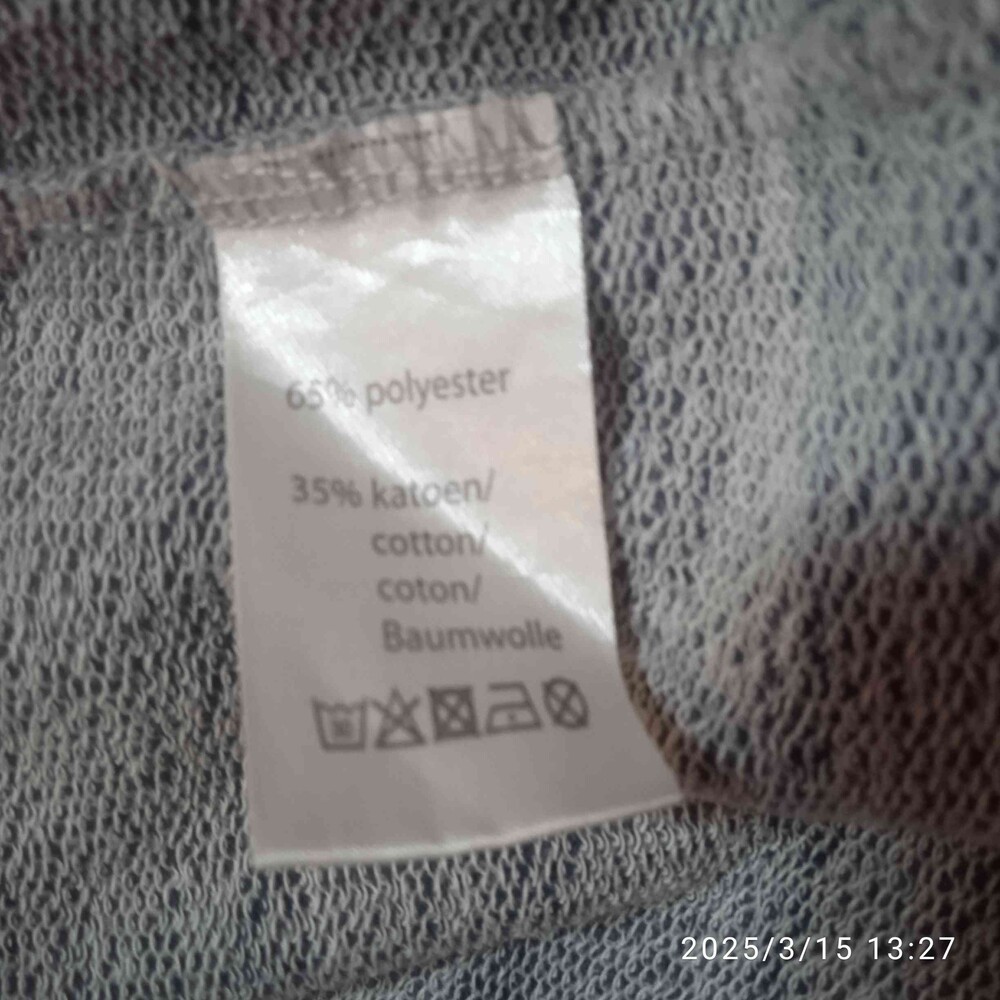 65% polyester
35% katoen/
cotton/
coton/
Baumwolle
2025/3/15 13:27